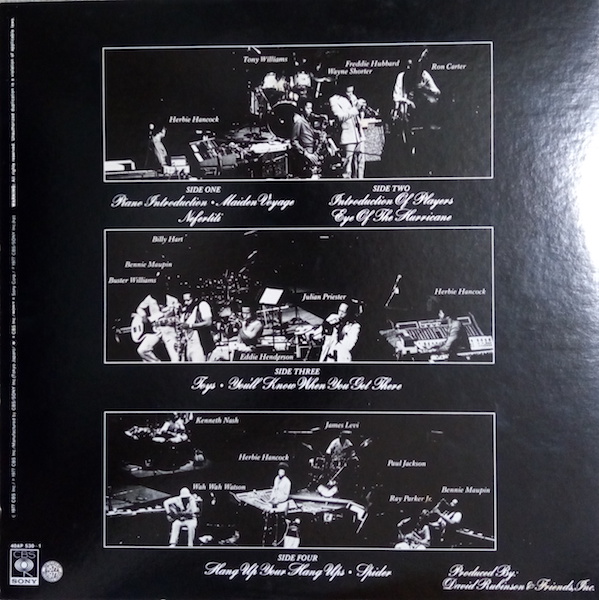 Tony Williams
Freddie Hubbard
Wayne Shorter
Ron Carter
Herbie Hancock
SIDE ONE
Piano Introduction • Maiden Voyage
Nefertiti
SIDE TWO
Introduction Of Players
Eye Of The Hurricane
Billy Hart
Bennie Maupin
Buster Williams
Julian Priester
Herbie Hancock
Eddie Henderson
SIDE THREE
Toys • You'll Know When You Get There
Kenneth Nash
James Levi
Herbie Hancock
Paul Jackson
Wah Wah Watson
Ray Parker Jr.
Bennie Maupin
SIDE FOUR
Hang Up Your Hang Ups • Spider
Produced By:
David Rubinson & Friends, Inc.
40AP 530-1
CBS
SONY